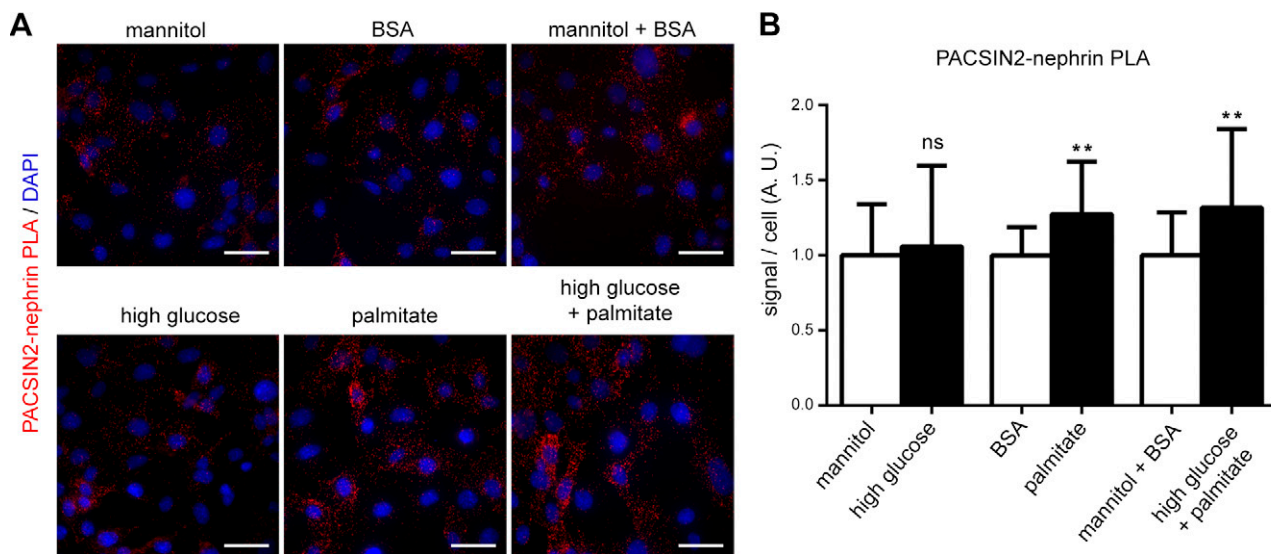 A
mannitol
BSA
mannitol + BSA
PACSIN2-nephrin PLA / DAPI
high glucose
palmitate
high glucose
+ palmitate
B
PACSIN2-nephrin PLA
signal / cell (A. U.)
2.0
1.5
1.0
0.5
0.0
ns
**
**
mannitol
high glucose
BSA
palmitate
mannitol + BSA
high glucose
+ palmitate